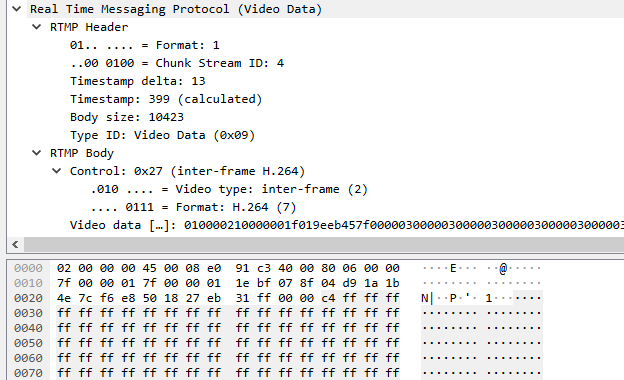 Real Time Messaging Protocol (Video Data)
RTMP Header
01.. .... = Format: 1
..00 0100 = Chunk Stream ID: 4
Timestamp delta: 13
Timestamp: 399 (calculated)
Body size: 10423
Type ID: Video Data (0x09)
RTMP Body
Control: 0x27 (inter-frame H.264)
.010 .... = Video type: inter-frame (2)
.... 0111 = Format: H.264 (7)
Video data […]: 010000210000001f019eeb457f0000030000030000030000030000030000003
0000 02 00 00 00 45 00 08 e0 91 c3 40 00 80 06 00 00 ····E··· ··@·····
0010 7f 00 00 01 7f 00 00 01 1e bf 07 8f 04 d9 1a 1b ········ ········
0020 4e 7c f6 e8 50 18 27 eb 31 ff 00 00 c4 ff ff ff N|··P·'· 1·······
0030 ff ff ff ff ff ff ff ff ff ff ff ff ff ff ff ff ········ ········
0040 ff ff ff ff ff ff ff ff ff ff ff ff ff ff ff ff ········ ········
0050 ff ff ff ff ff ff ff ff ff ff ff ff ff ff ff ff ········ ········
0060 ff ff ff ff ff ff ff ff ff ff ff ff ff ff ff ff ········ ········
0070 ff ff ff ff ff ff ff ff ff ff ff ff ff ff ff ff ········ ········